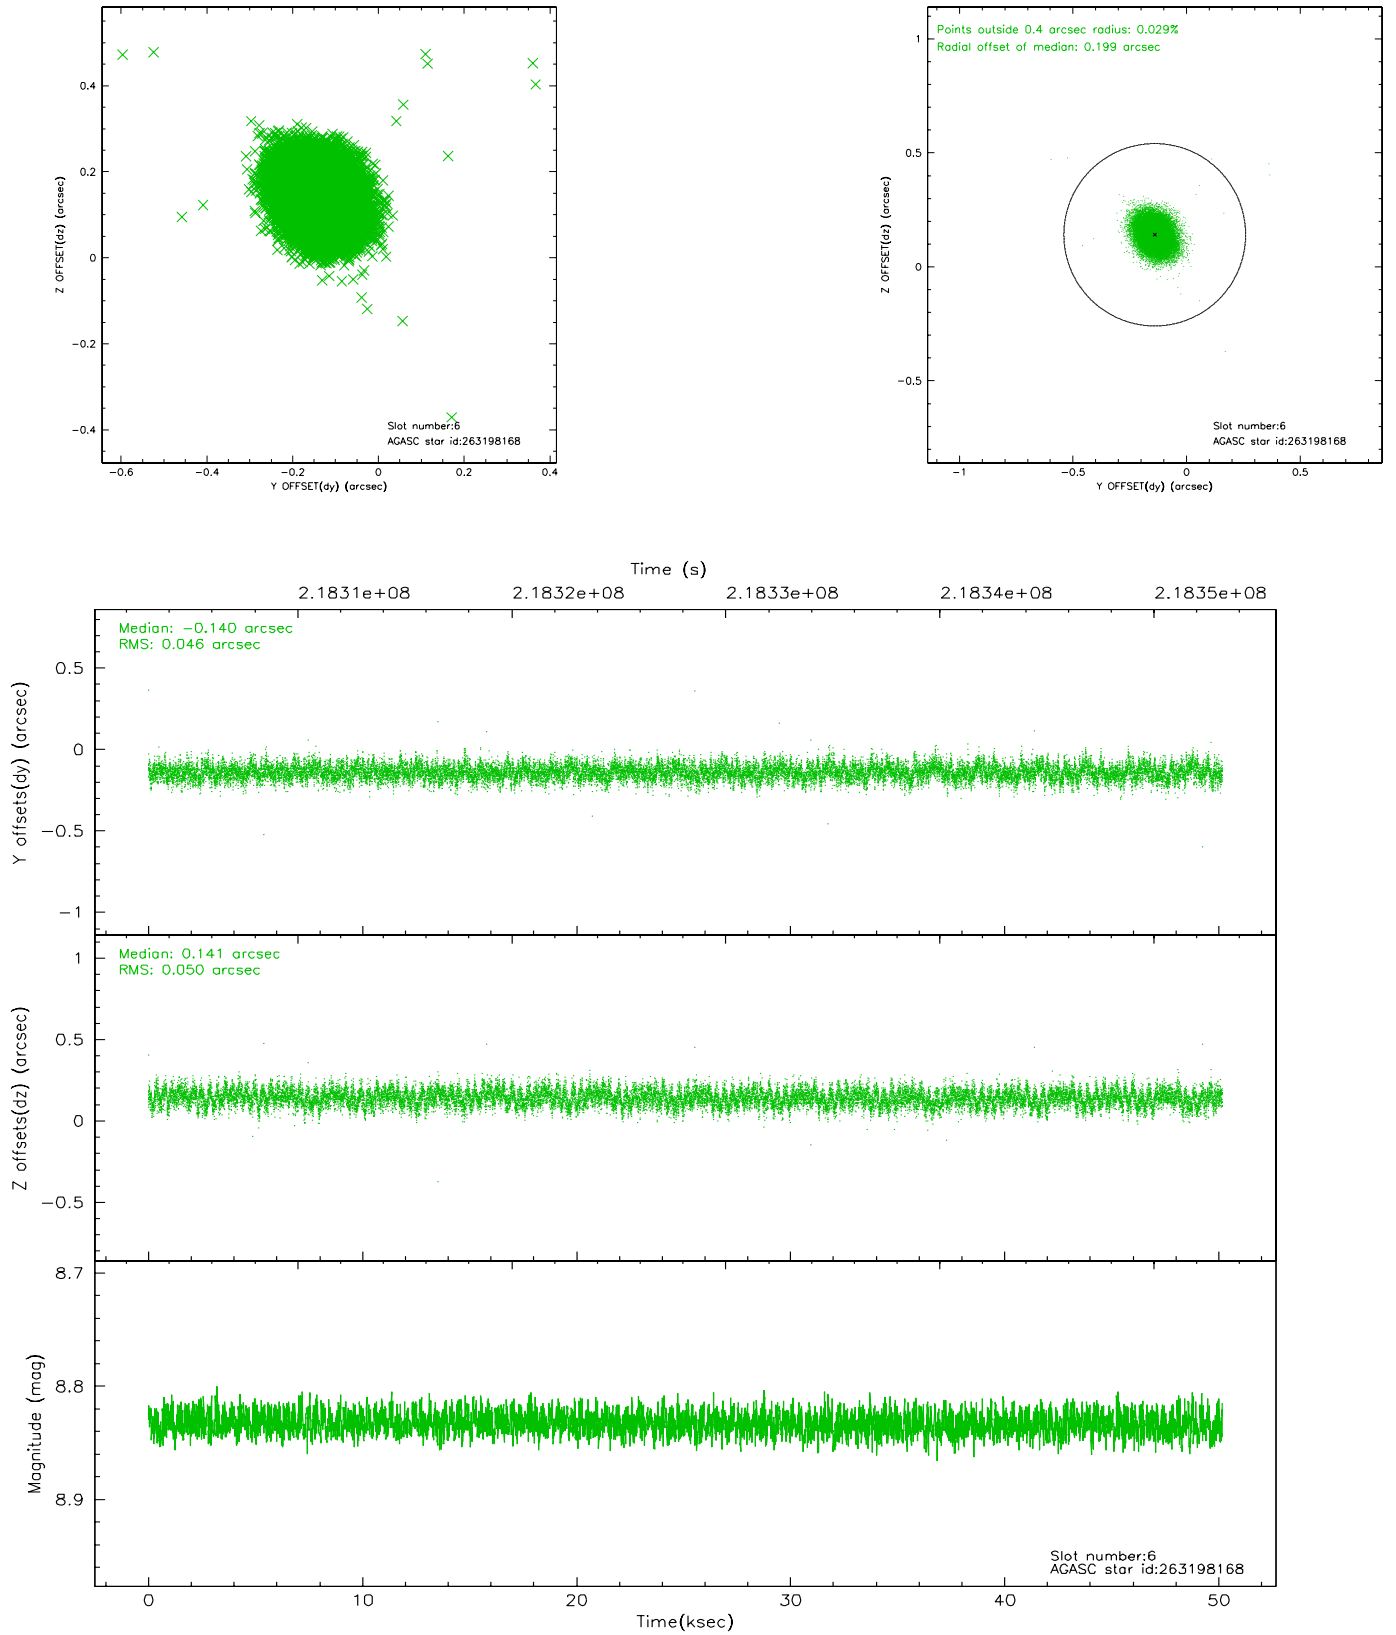 0.4
0.2
0
−0.2
−0.4
Z OFFSET(dz) (arcsec)
Slot number:6
AGASC star id:263198168
−0.6
−0.4
−0.2
0
0.2
0.4
Y OFFSET(dy) (arcsec)
Points outside 0.4 arcsec radius: 0.029%
Radial offset of median: 0.199 arcsec
1
0.5
0
−0.5
Z OFFSET(dz) (arcsec)
Slot number:6
AGASC star id:263198168
−1
−0.5
0
0.5
Y OFFSET(dy) (arcsec)
Time (s)
2.1831e+08
2.1832e+08
2.1833e+08
2.1834e+08
2.1835e+08
Median: −0.140 arcsec
RMS: 0.046 arcsec
0.5
0
−0.5
−1
Y offsets(dy) (arcsec)
Median: 0.141 arcsec
RMS: 0.050 arcsec
1
0.5
0
−0.5
Z offsets(dz) (arcsec)
8.7
8.8
8.9
Magnitude (mag)
Slot number:6
AGASC star id:263198168
0
10
20
30
40
50
Time(ksec)